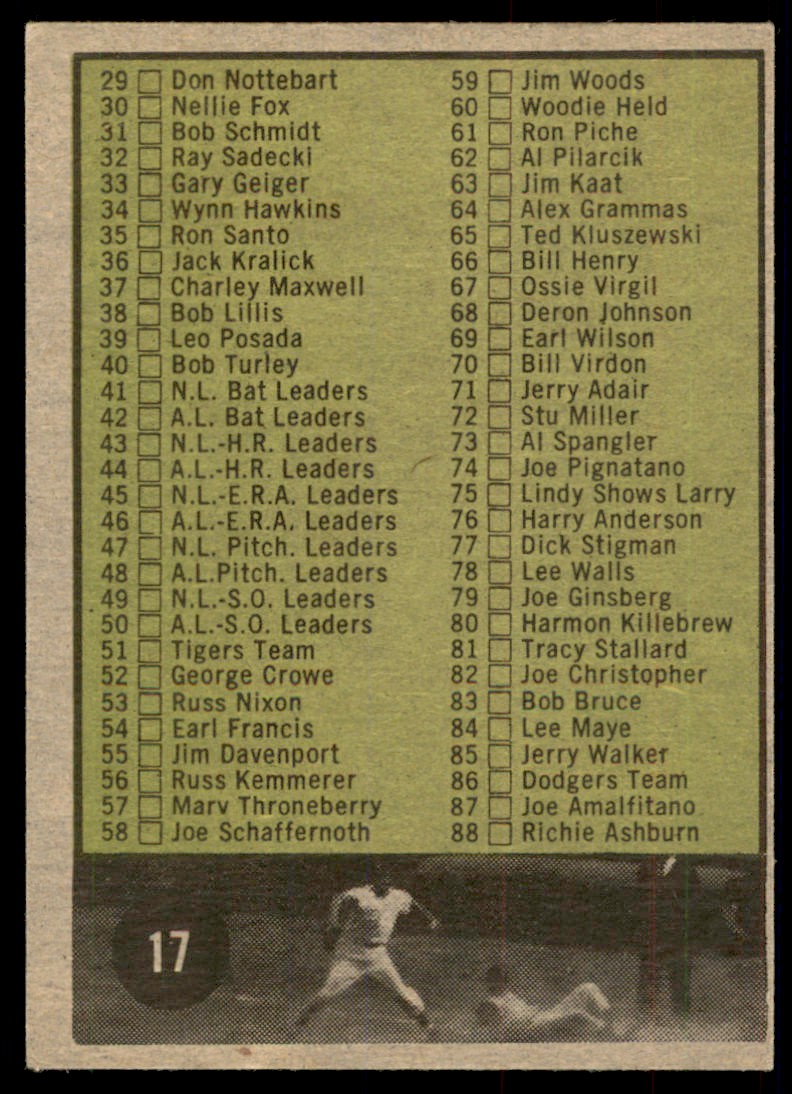 29 Don Nottebart
30 Nellie Fox
31 Bob Schmidt
32 Ray Sadecki
33 Gary Geiger
34 Wynn Hawkins
35 Ron Santo
36 Jack Kralick
37 Charley Maxwell
38 Bob Lillis
39 Leo Posada
40 Bob Turley
41 N.L. Bat Leaders
42 A.L. Bat Leaders
43 N.L.-H.R. Leaders
44 A.L.-H.R. Leaders
45 N.L.-E.R.A. Leaders
46 A.L.-E.R.A. Leaders
47 N.L. Pitch. Leaders
48 A.L.Pitch. Leaders
49 N.L.-S.O. Leaders
50 A.L.-S.O. Leaders
51 Tigers Team
52 George Crowe
53 Russ Nixon
54 Earl Francis
55 Jim Davenport
56 Russ Kemmerer
57 Marv Throneberry
58 Joe Schaffernoth
59 Jim Woods
60 Woodie Held
61 Ron Piche
62 Al Pilarcik
63 Jim Kaat
64 Alex Grammas
65 Ted Kluszewski
66 Bill Henry
67 Ossie Virgil
68 Deron Johnson
69 Earl Wilson
70 Bill Virdon
71 Jerry Adair
72 Stu Miller
73 Al Spangler
74 Joe Pignatano
75 Lindy Shows Larry
76 Harry Anderson
77 Dick Stigman
78 Lee Walls
79 Joe Ginsberg
80 Harmon Killebrew
81 Tracy Stallard
82 Joe Christopher
83 Bob Bruce
84 Lee Maye
85 Jerry Walker
86 Dodgers Team
87 Joe Amalfitano
88 Richie Ashburn
17